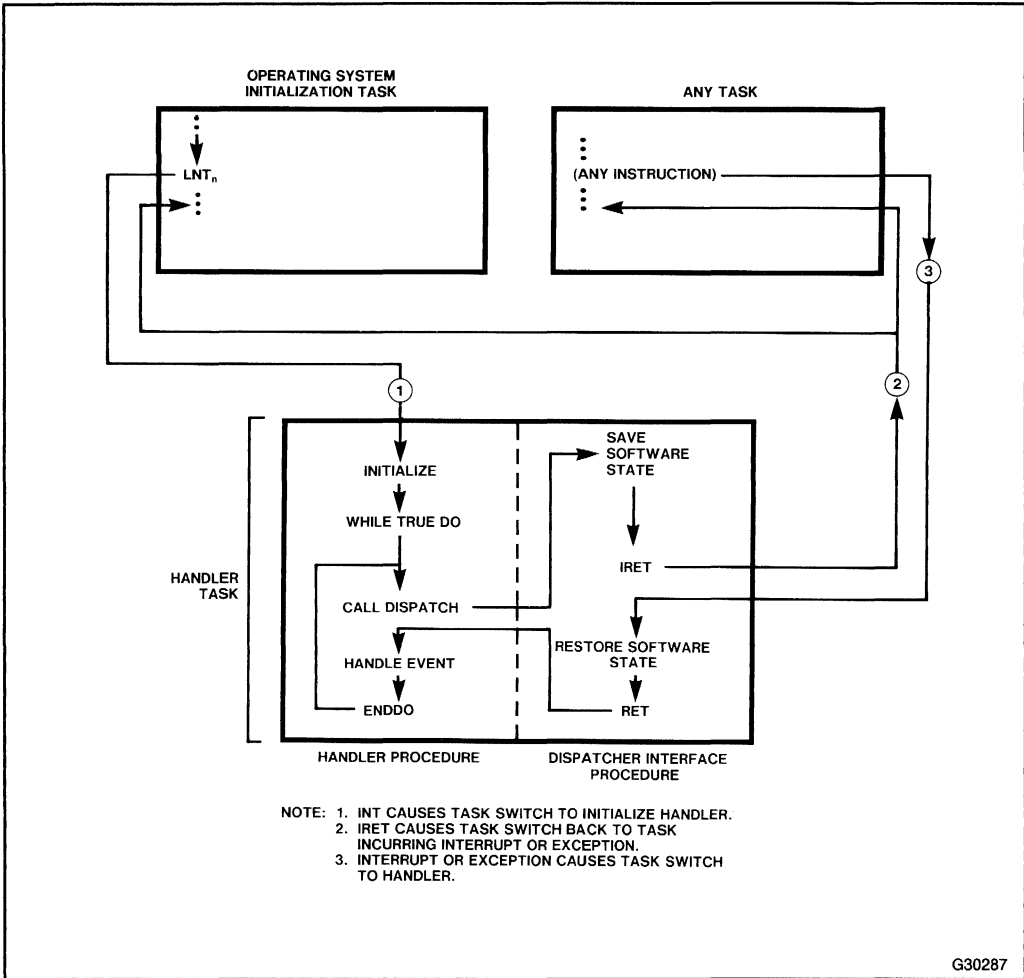 OPERATING SYSTEM
INITIALIZATION TASK
LNTn
ANY TASK
(ANY INSTRUCTION)
3
2
1
HANDLER
TASK
INITIALIZE
WHILE TRUE DO
CALL DISPATCH
HANDLE EVENT
ENDDO
SAVE
SOFTWARE
STATE
IRET
RESTORE SOFTWARE
STATE
RET
HANDLER PROCEDURE
DISPATCHER INTERFACE
PROCEDURE
NOTE: 1. INT CAUSES TASK SWITCH TO INITIALIZE HANDLER.
2. IRET CAUSES TASK SWITCH BACK TO TASK
INCURRING INTERRUPT OR EXCEPTION.
3. INTERRUPT OR EXCEPTION CAUSES TASK SWITCH
TO HANDLER.
G30287